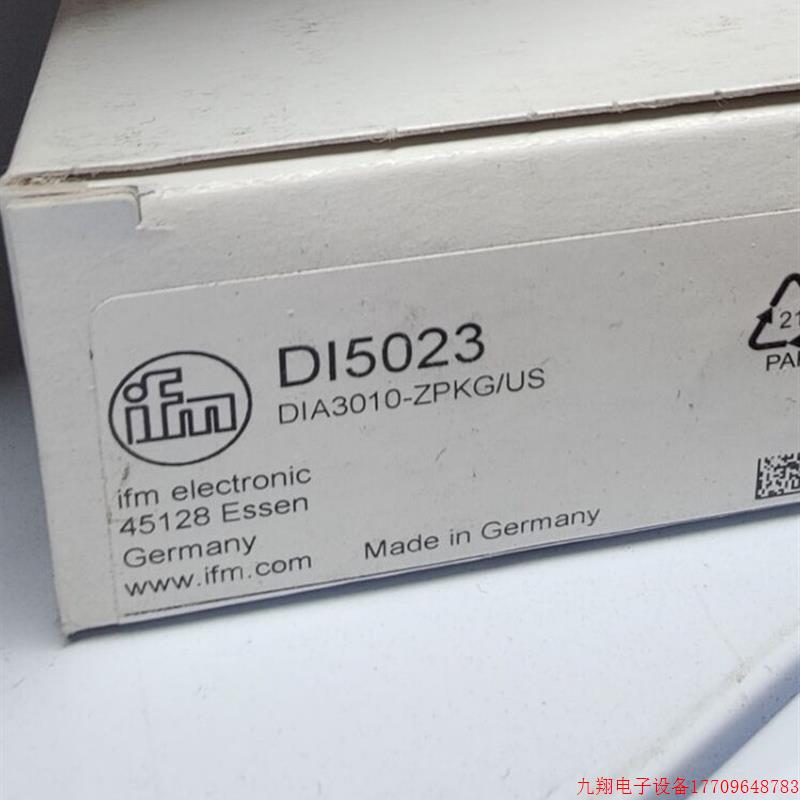 ifm
DI5023
DIA3010-ZPKG/US
ifm electronic
45128 Essen
Germany
www.ifm.com
Made in Germany
21
九翔电子设备17709648783